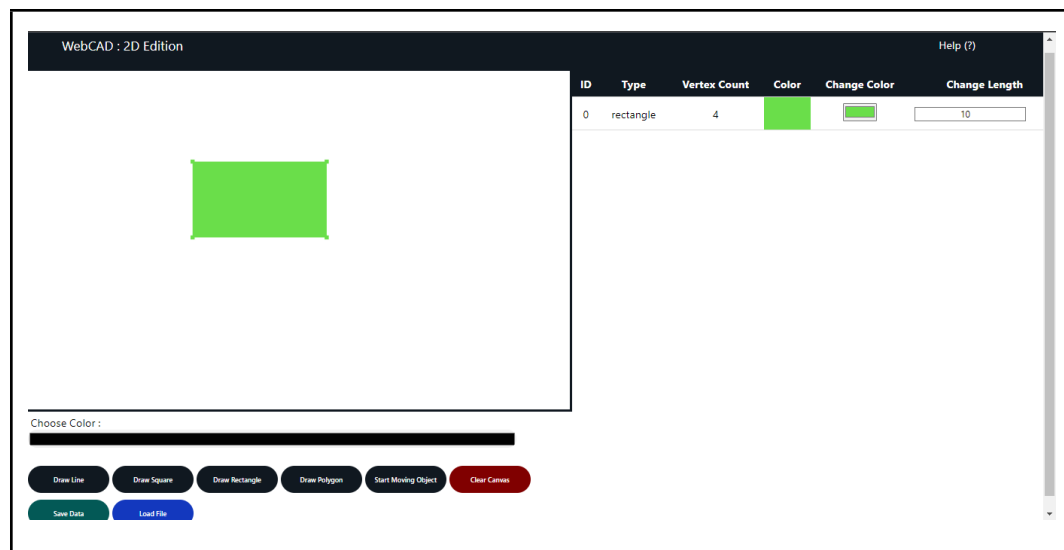 WebCAD : 2D Edition Help (?)
ID Type Vertex Count Color Change Color Change Length
0 rectangle 4 10
Choose Color :
Draw Line Draw Square Draw Rectangle Draw Polygon Start Moving Object Clear Canvas
Save Data Load File